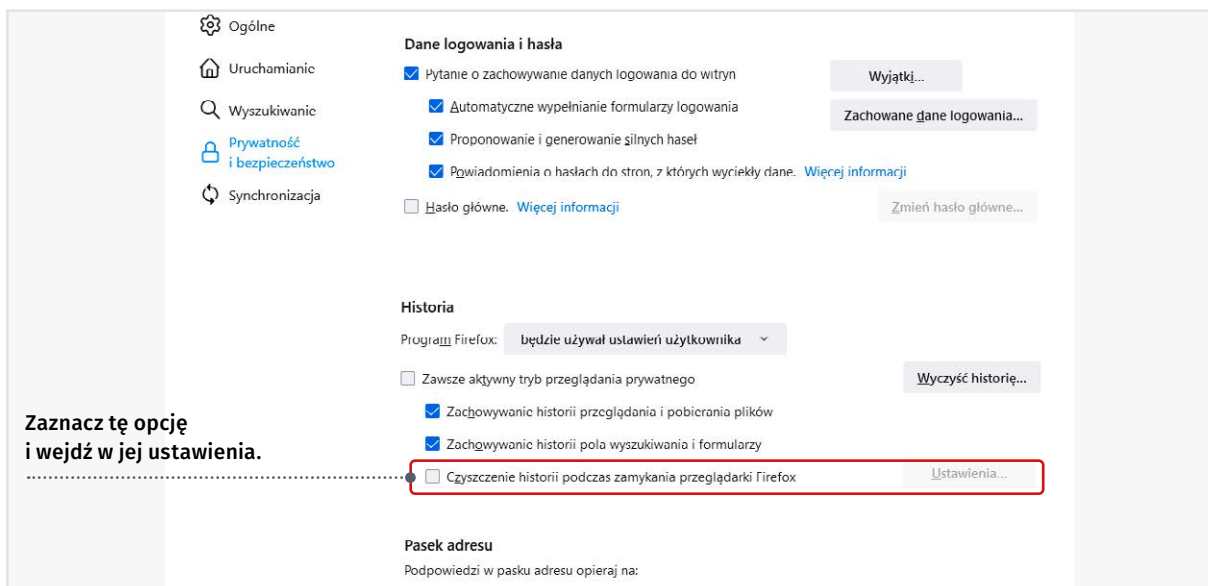 Ogólne
Uruchamianie
Wyszukiwanie
Prywatność
i bezpieczeństwo
Synchronizacja
Dane logowania i hasła
Pytanie o zachowywanie danych logowania do witryn
Wyjątki...
Automatyczne wypełnianie formularzy logowania
Zachowane dane logowania...
Proponowanie i generowanie silnych haseł
Powiadomienia o hasłach do stron, z których wyciekły dane. Więcej informacji
Hasło główne. Więcej informacji
Zmień hasło główne...
Historia
Program Firefox: będzie używał ustawień użytkownika
Zawsze aktywny tryb przeglądania prywatnego
Wyczyść historię...
Zachowywanie historii przeglądania i pobierania plików
Zachowywanie historii pola wyszukiwania i formularzy
Zaznacz tę opcję
i wejdź w jej ustawienia.
Czyszczenie historii podczas zamykania przeglądarki Firefox
Ustawienia...
Pasek adresu
Podpowiedzi w pasku adresu opieraj na: